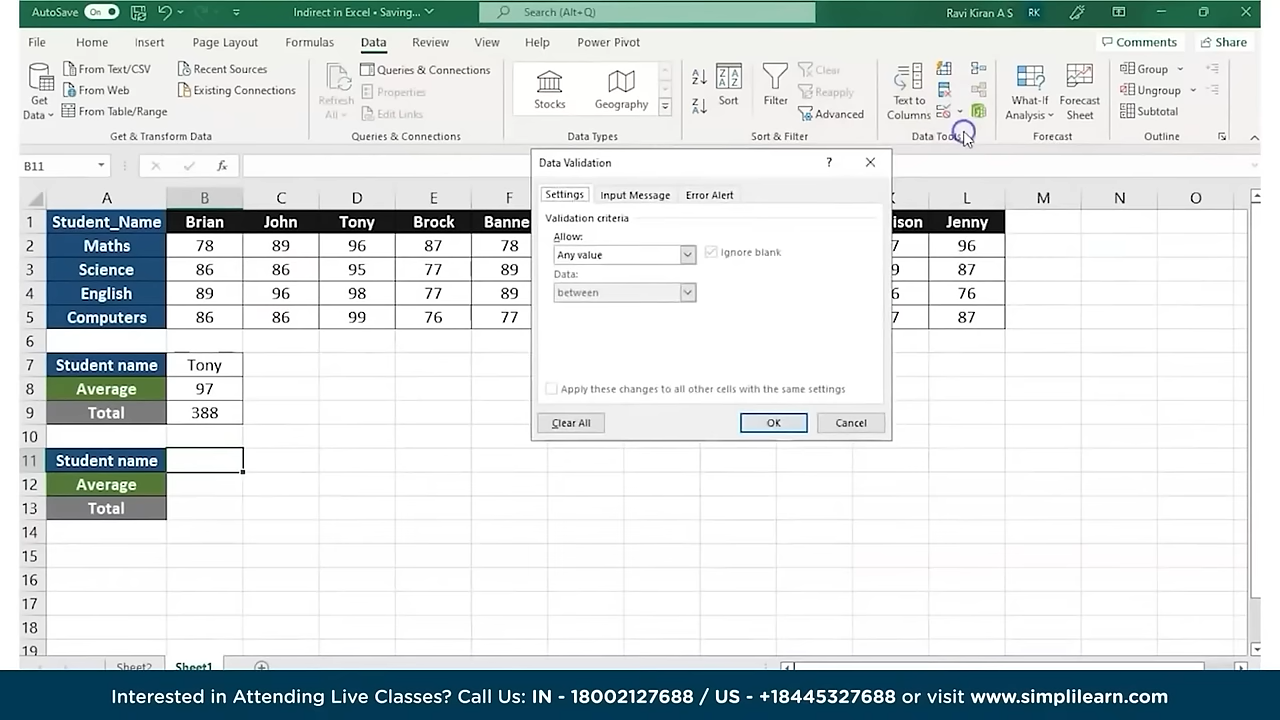 AutoSave On Indirect in Excel • Saving... Search (Alt+Q) Ravi Kiran A S RK
File Home Insert Page Layout Formulas Data Review View Help Power Pivot Comments Share
Get Data From Text/CSV Recent Sources Refresh All Queries & Connections Stocks Geography Sort Filter Clear Text to Columns What-If Analysis Forecast Sheet Group
From Web Existing Connections Properties Reapply Ungroup
From Table/Range Edit Links Advanced Subtotal
Get & Transform Data Queries & Connections Data Types Sort & Filter Data Tools Forecast Outline
B11 fx
Data Validation ?
Settings Input Message Error Alert
Validation criteria
Allow:
Any value Ignore blank
Data:
between
Apply these changes to all other cells with the same settings
Clear All OK Cancel
A B C D E F L M N O
1 Student_Name Brian John Tony Brock Banne ison Jenny
2 Maths 78 89 96 87 78 7 96
3 Science 86 86 95 77 89 9 87
4 English 89 96 98 77 89 6 76
5 Computers 86 86 99 76 77 7 87
6
7 Student name Tony
8 Average 97
9 Total 388
10
11 Student name
12 Average
13 Total
14
15
16
17
18
19
Sheet2 Sheet1
Interested in Attending Live Classes? Call Us: IN - 18002127688 / US - +18445327688 or visit www.simplilearn.com